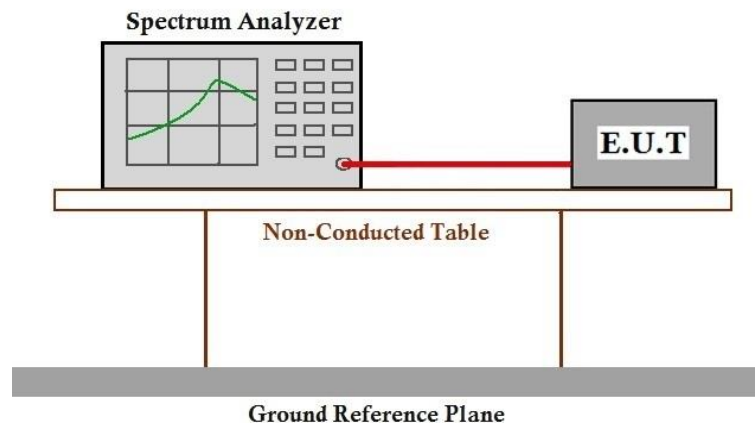 Spectrum Analyzer
E.U.T
Non-Conducted Table
Ground Reference Plane